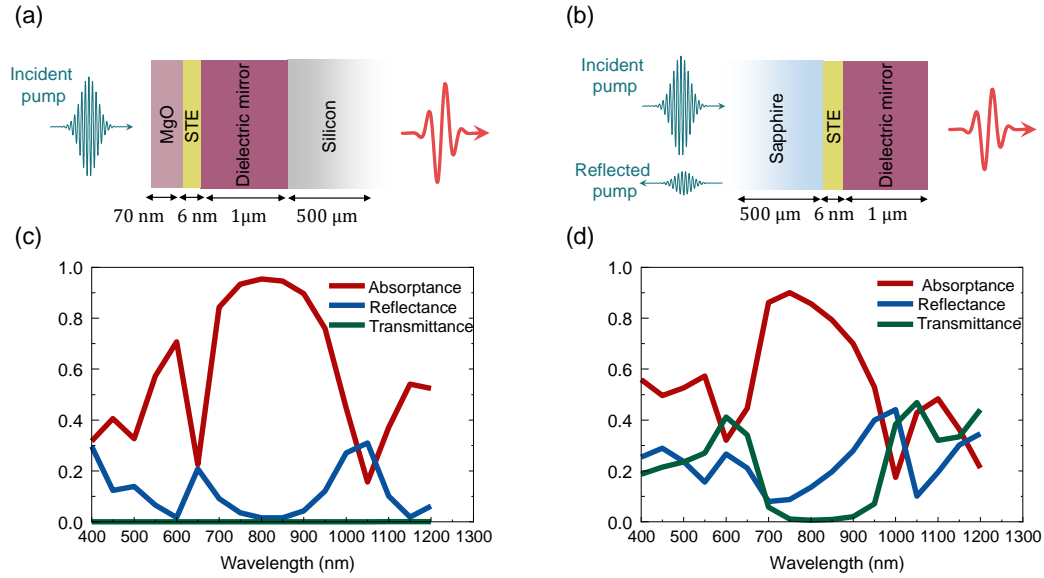 (a)
Incident
pump
MgO
STE
Dielectric mirror
Silicon
70 nm
6 nm
1μm
500 μm
(b)
Incident
pump
Reflected
pump
Sapphire
STE
Dielectric mirror
500 μm
6 nm
1 μm
(c)
1.0
0.8
0.6
0.4
0.2
0.0
Absorptance
Reflectance
Transmittance
400 500 600 700 800 900 1000 1100 1200 1300
Wavelength (nm)
(d)
1.0
0.8
0.6
0.4
0.2
0.0
Absorptance
Reflectance
Transmittance
400 500 600 700 800 900 1000 1100 1200 1300
Wavelength (nm)